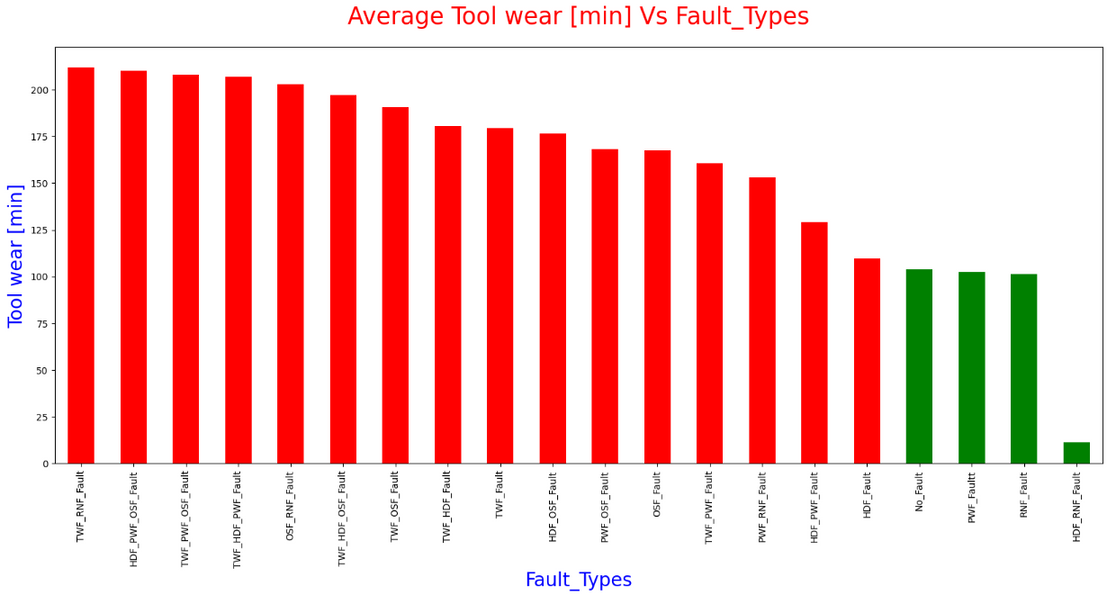 Average Tool wear [min] Vs Fault_Types
Tool wear [min]
200
175
150
125
100
75
50
25
0
TWF_RNF_Fault
HDF_PWF_OSF_Fault
TWF_PWF_OSF_Fault
TWF_HDF_PWF_Fault
OSF_RNF_Fault
TWF_HDF_OSF_Fault
TWF_OSF_Fault
TWF_HDF_Fault
TWF_Fault
HDF_OSF_Fault
PWF_OSF_Fault
OSF_Fault
TWF_PWF_Fault
PWF_RNF_Fault
HDF_PWF_Fault
HDF_Fault
No_Fault
PWF_Faultt
RNF_Fault
HDF_RNF_Fault
Fault_Types